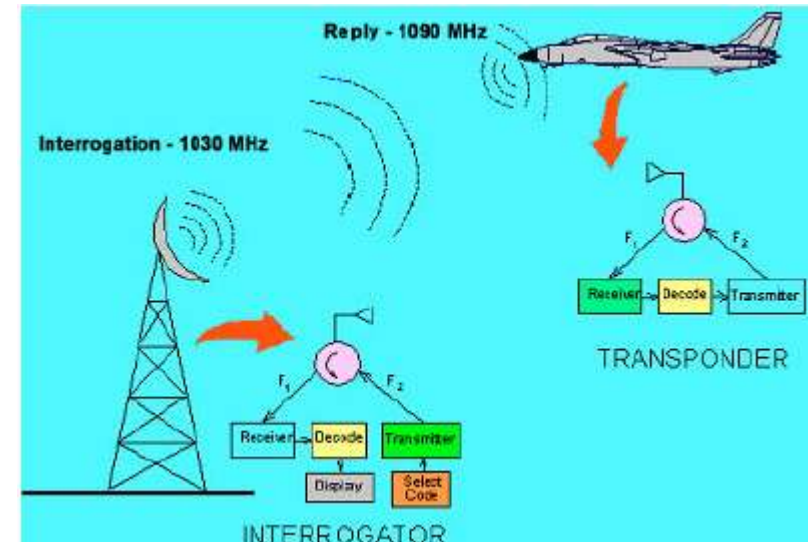 Reply - 1090 MHz
Interrogation - 1030 MHz
F1
F2
Receiver
Decode
Transmitter
TRANSPONDER
F1
F2
Receiver
Decode
Transmitter
Display
Select
Code
INTERROGATOR